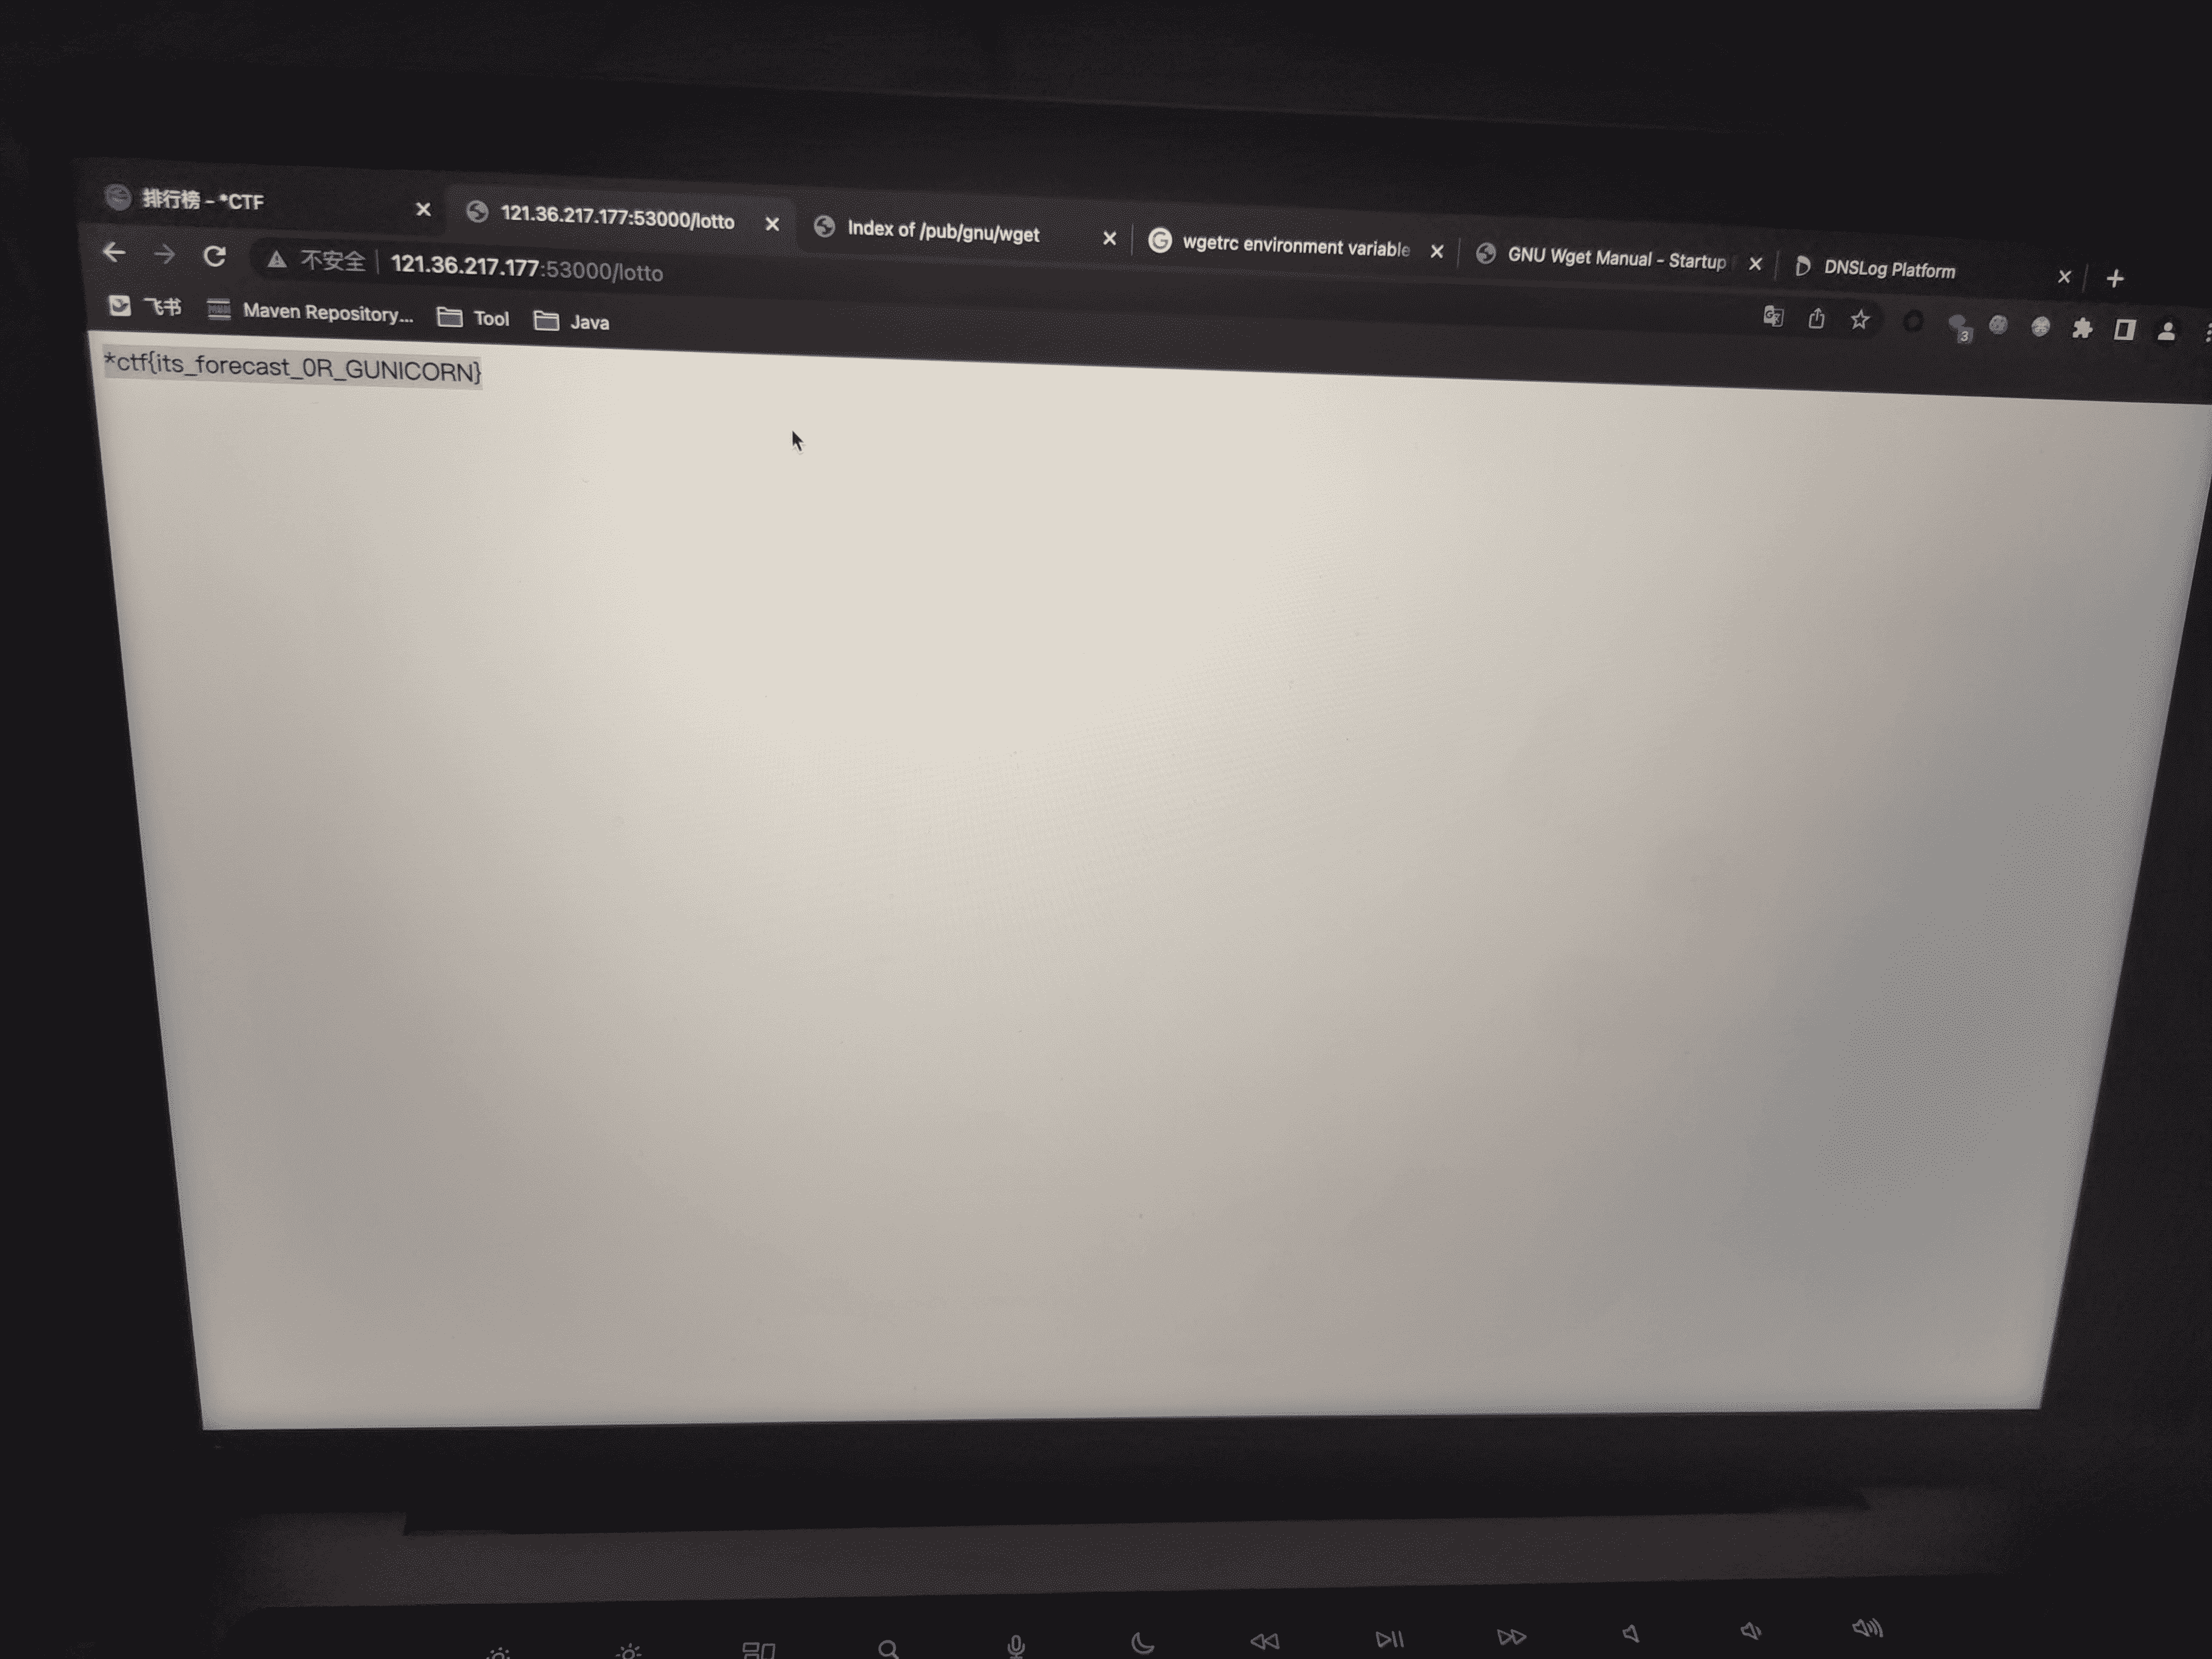 排行榜 - *CTF
121.36.217.177:53000/lotto
Index of /pub/gnu/wget
wgetrc environment variable
GNU Wget Manual - Startup
DNSLog Platform
不安全
121.36.217.177:53000/lotto
飞书
Maven Repository...
Tool
Java
3
*ctf{its_forecast_0R_GUNICORN}